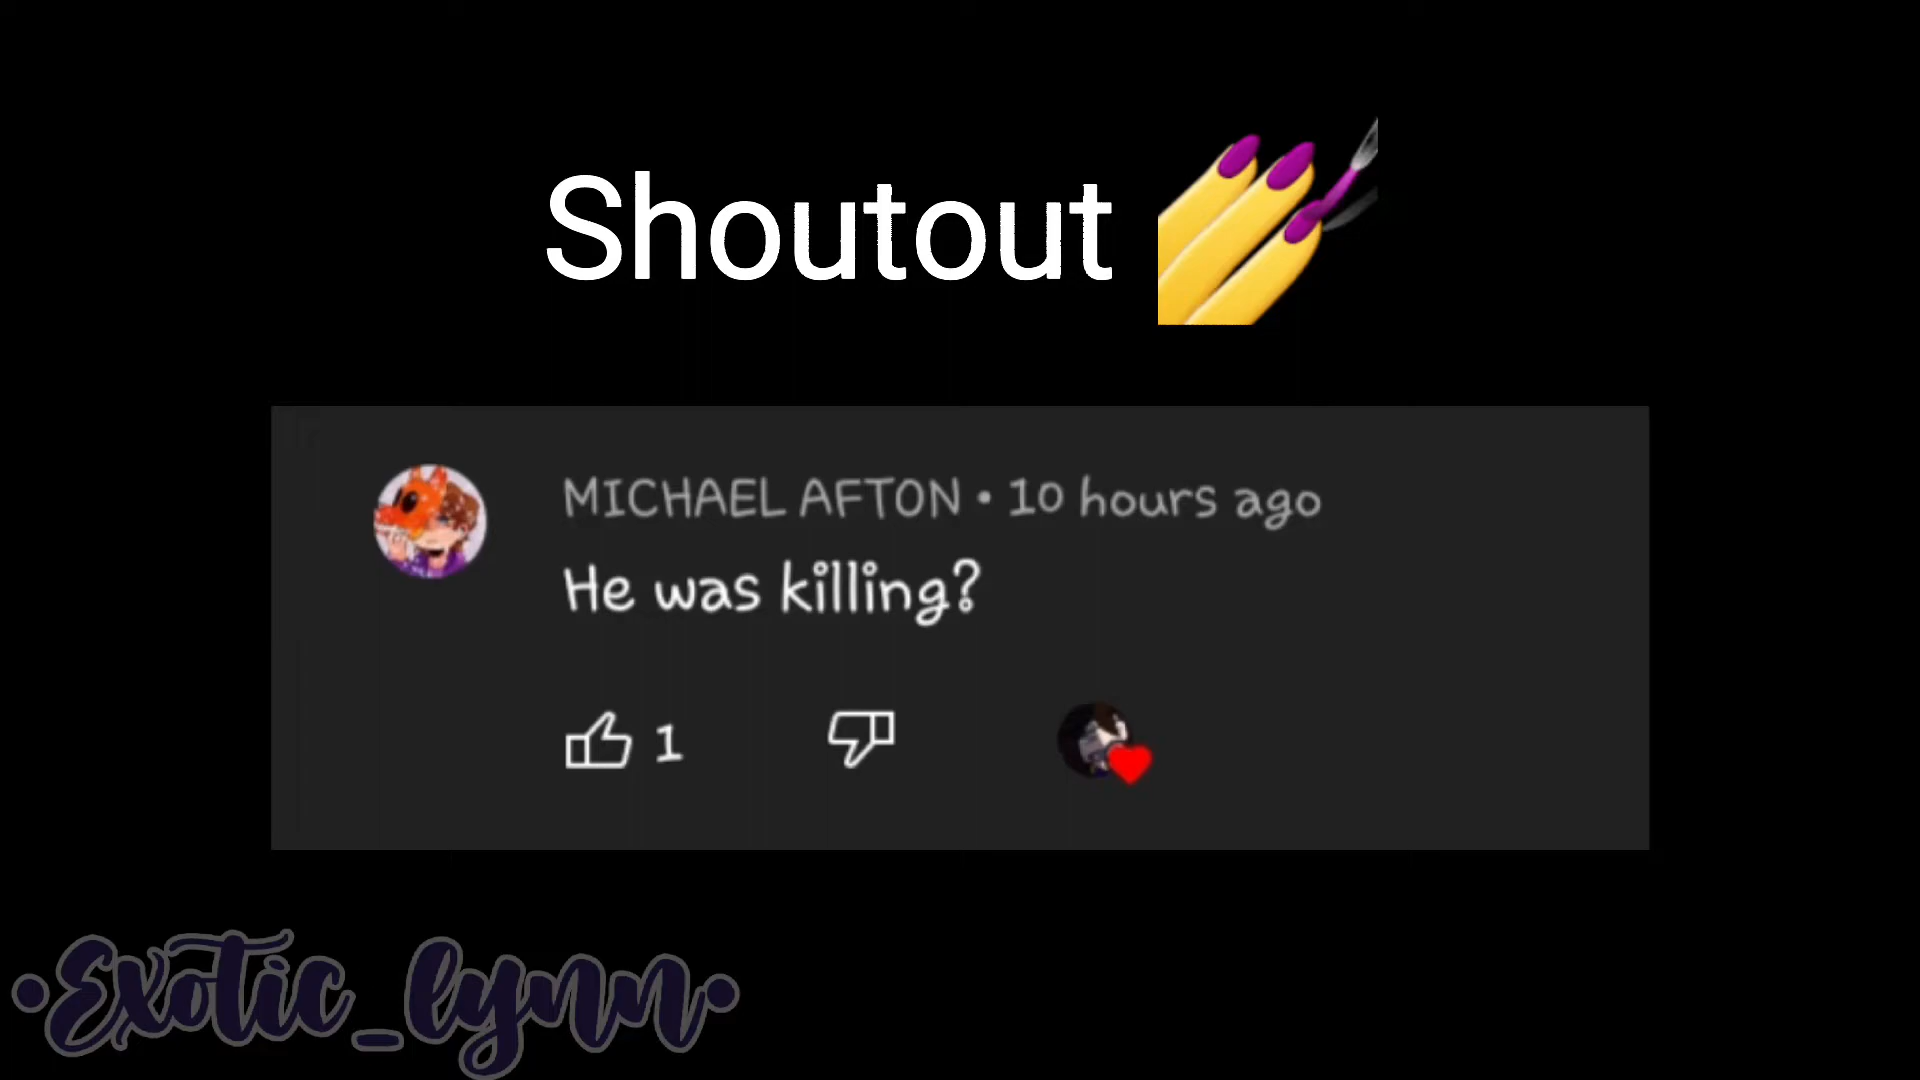 Shoutout 💅
MICHAEL AFTON • 10 hours ago
He was killing?
1
•Exotic_lynn•